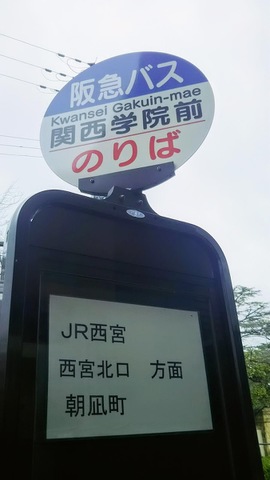 阪急バス
Kwansei Gakuin-mae
関西学院前
のりば
JR西宮
西宮北口 方面
朝凪町